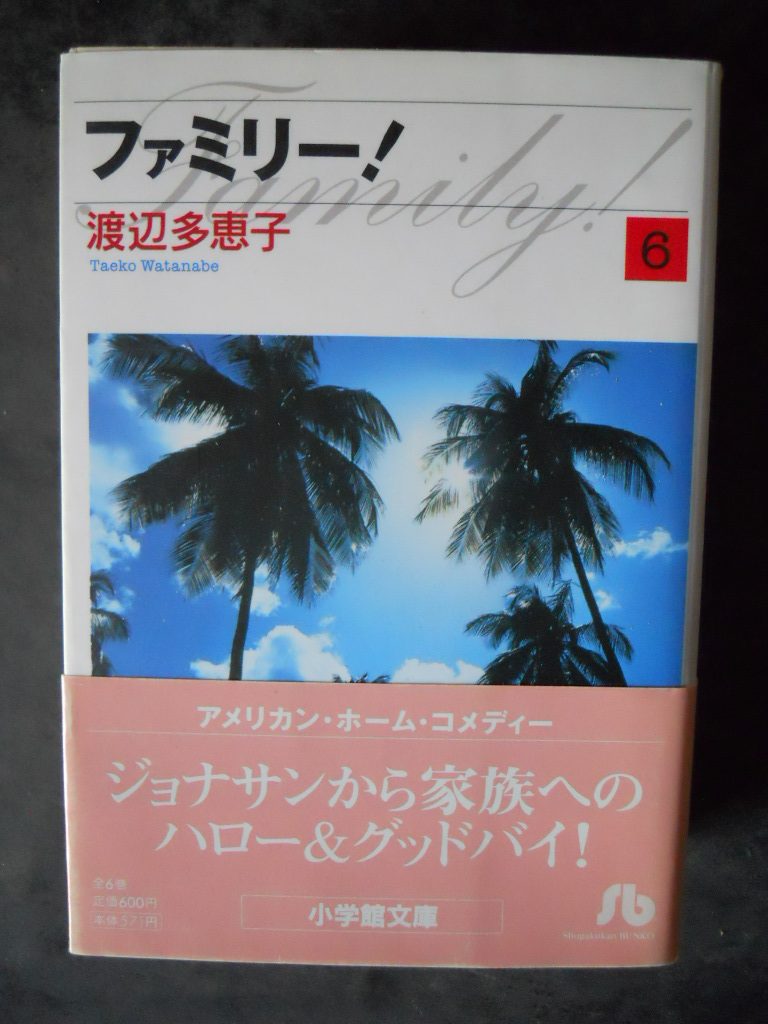 Family!
ファミリー!
渡辺多恵子
Taeko Watanabe
6
アメリカン・ホーム・コメディー
ジョナサンから家族への
ハロー&グッドバイ!
全6巻
定価600円
本体571円
小学館文庫
Shogakukan BUNKO